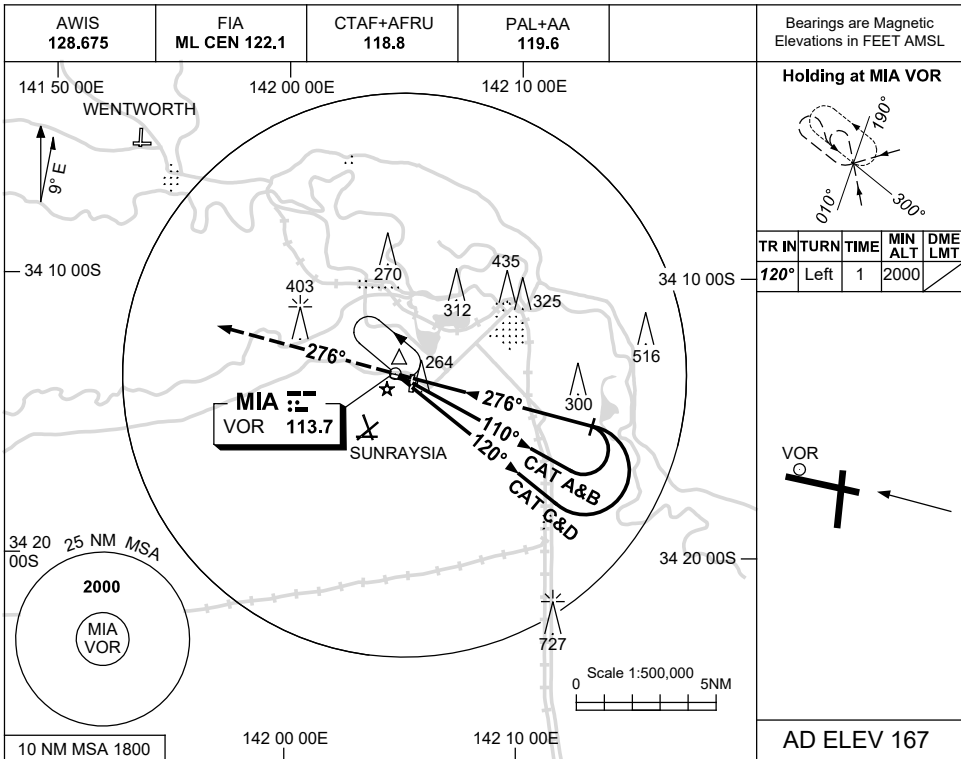 AWIS
128.675
FIA
ML CEN 122.1
CTAF+AFRU
118.8
PAL+AA
119.6
Bearings are Magnetic
Elevations in FEET AMSL
141 50 00E
142 00 00E
142 10 00E
WENTWORTH
9° E
34 10 00S
34 10 00S
403
270
312
435
325
516
264
300
276°
276°
110°
120°
CAT A&B
CAT C&D
MIA
VOR 113.7
SUNRAYSIA
34 20
00S
25 NM MSA
2000
MIA
VOR
34 20 00S
727
Scale 1:500,000
0 5NM
10 NM MSA 1800
142 00 00E
142 10 00E
Holding at MIA VOR
190°
010°
300°
TR IN TURN TIME MIN ALT DME LMT
120° Left 1 2000
VOR
AD ELEV 167